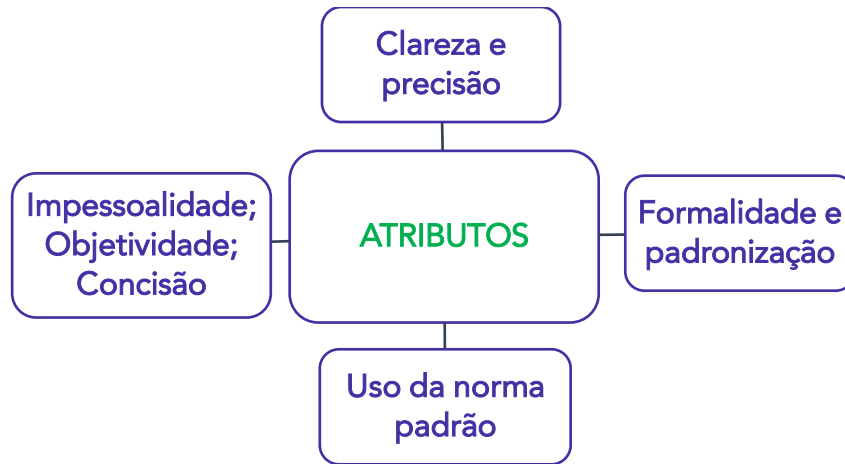 Clareza e
precisão
Impessoalidade;
Objetividade;
Concisão
ATRIBUTOS
Formalidade e
padronização
Uso da norma
padrão